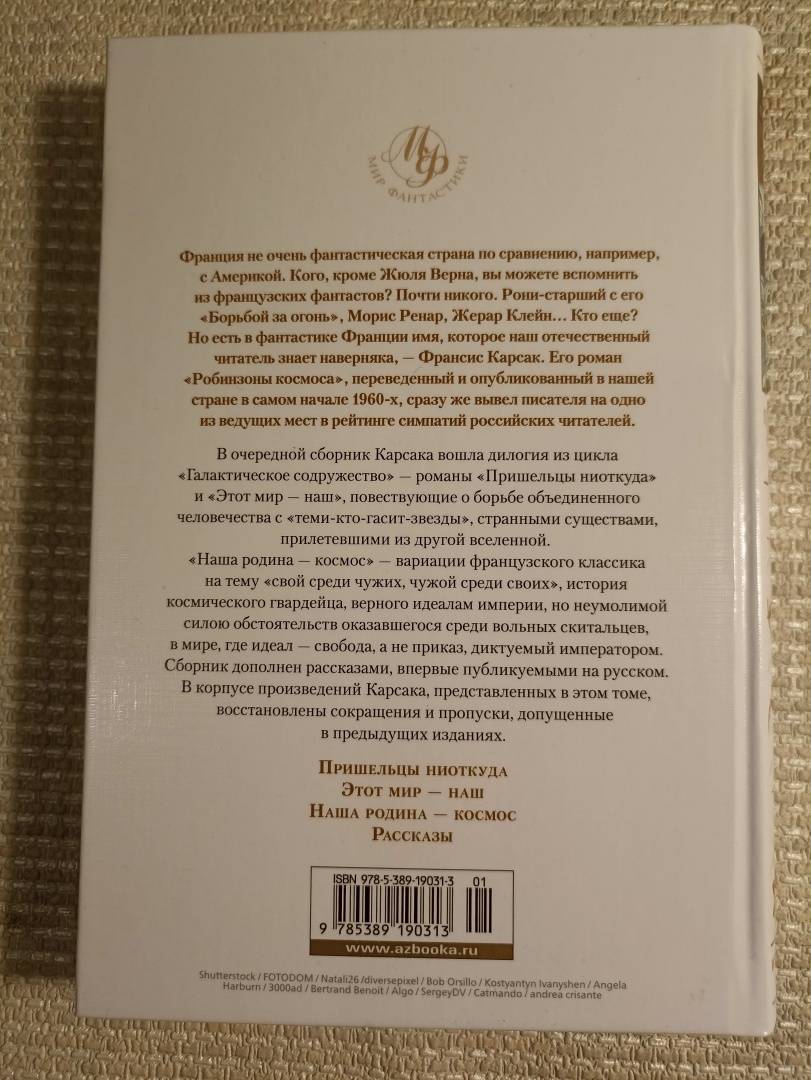 МФ
МИР ФАНТАСТИКИ
Франция не очень фантастическая страна по сравнению, например,
с Америкой. Кого, кроме Жюля Верна, вы можете вспомнить
из французских фантастов? Почти никого. Рони-старший с его
«Борьбой за огонь», Морис Ренар, Жерар Клейн... Кто еще?
Но есть в фантастике Франции имя, которое наш отечественный
читатель знает наверняка, — Франсис Карсак. Его роман
«Робинзоны космоса», переведенный и опубликованный в нашей
стране в самом начале 1960-х, сразу же вывел писателя на одно
из ведущих мест в рейтинге симпатий российских читателей.
В очередной сборник Карсака вошла дилогия из цикла
«Галактическое содружество» — романы «Пришельцы ниоткуда»
и «Этот мир — наш», повествующие о борьбе объединенного
человечества с «теми-кто-гасит-звезды», странными существами,
прилетевшими из другой вселенной.
«Наша родина — космос» — вариации французского классика
на тему «свой среди чужих, чужой среди своих», история
космического гвардейца, верного идеалам империи, но неумолимой
силою обстоятельств оказавшегося среди вольных скитальцев,
в мире, где идеал — свобода, а не приказ, диктуемый императором.
Сборник дополнен рассказами, впервые публикуемыми на русском.
В корпусе произведений Карсака, представленных в этом томе,
восстановлены сокращения и пропуски, допущенные
в предыдущих изданиях.
Пришельцы ниоткуда
Этот мир — наш
Наша родина — космос
Рассказы
ISBN 978-5-389-19031-3 01
9 785389 190313
www.azbooka.ru
Shutterstock / FOTODOM / Natali26 /diversepixel / Bob Orsillo / Kostyantyn Ivanyshen / Angela
Harburn / 3000ad / Bertrand Benoit / Algo / SergeyDV / Catmando / andrea crisante